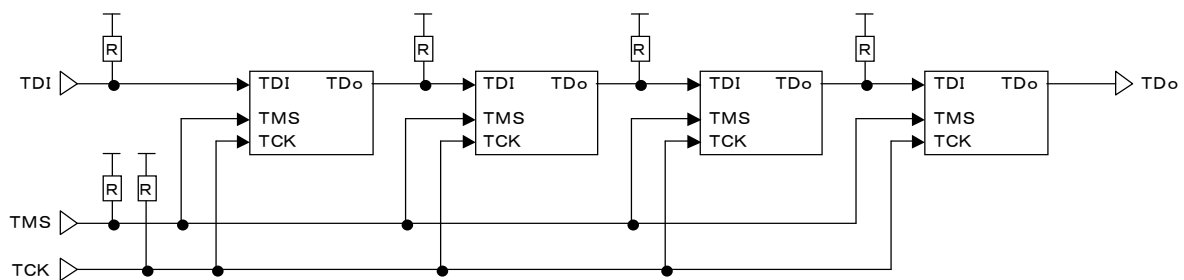 R R R R
TDI TDI TDo TDI TDo TDI TDo TDI TDo TDo
TMS TMS TMS TMS
TCK TCK TCK TCK
R R
TMS
TCK